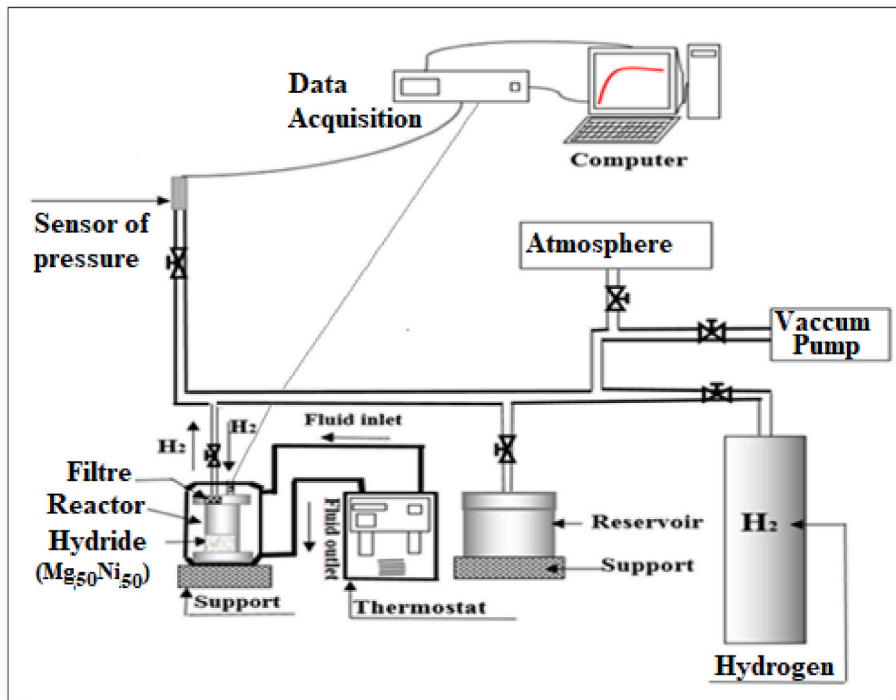 Data
Acquisition
Computer
Sensor of
pressure
Atmosphere
Vaccum
Pump
H2
H2
Fluid inlet
Filtre
Reactor
Hydride
(Mg50Ni50)
Fluid outlet
Reservoir
H2
Support
Support
Thermostat
Hydrogen